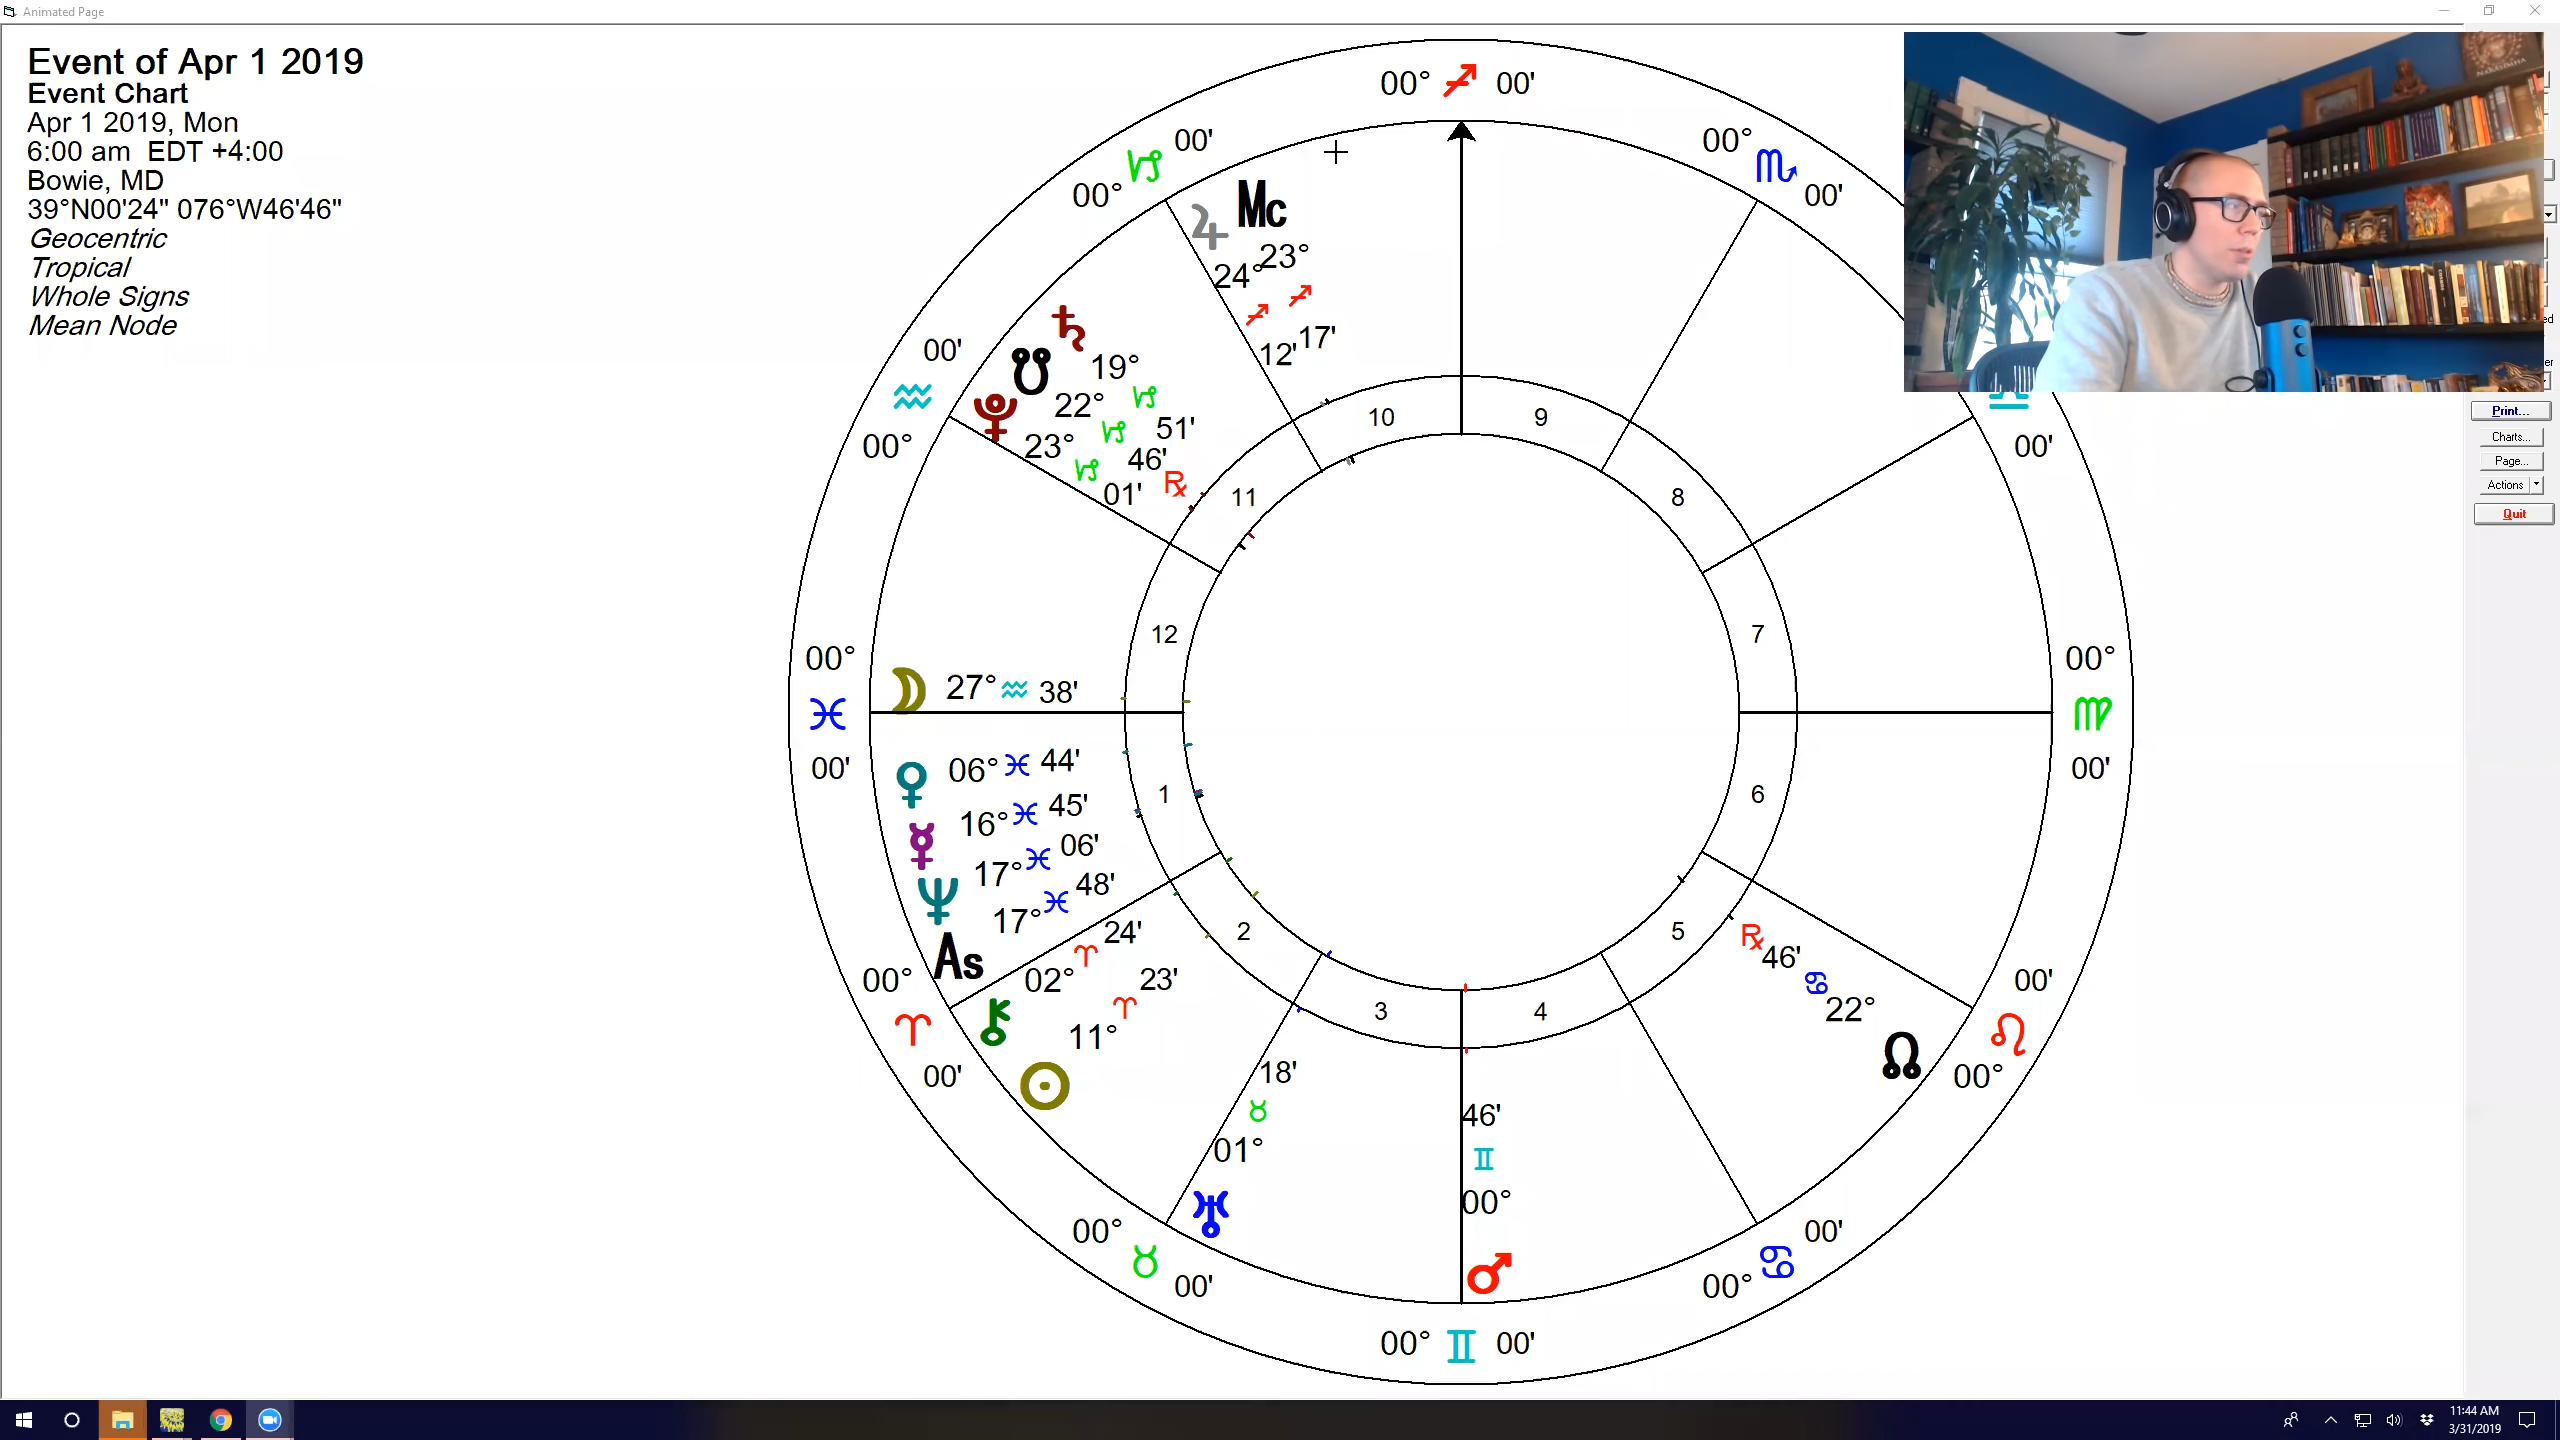 Animated Page
Event of Apr 1 2019
Event Chart
Apr 1 2019, Mon
6:00 am EDT +4:00
Bowie, MD
39°N00'24" 076°W46'46"
Geocentric
Tropical
Whole Signs
Mean Node
00° ♐ 00'
00° ♏ 00'
♎ 00'
00° ♍ 00'
00' ♌ 00°
00' ♋ 00°
00° ♊ 00'
00° ♉ 00'
00° ♈ 00'
00° ♓ 00'
00' ♒ 00°
00' ♑ 00°
♃ 24° ♐ 12'
Mc 23° ♐ 17'
♄ 19° ♑ 51'
☋ 22° ♑ 46' ℞
♇ 23° ♑ 01'
☽ 27° ♒ 38'
♀ 06° ♓ 44'
☿ 16° ♓ 45'
♆ 17° ♓ 06'
As 17° ♓ 48'
⚷ 02° ♈ 24'
☉ 11° ♈ 23'
♅ 01° ♉ 18'
♂ 00° ♊ 46'
☊ 22° ♋ 46' ℞
1
2
3
4
5
6
7
8
9
10
11
12
Print...
Charts...
Page...
Actions
Quit
11:44 AM
3/31/2019